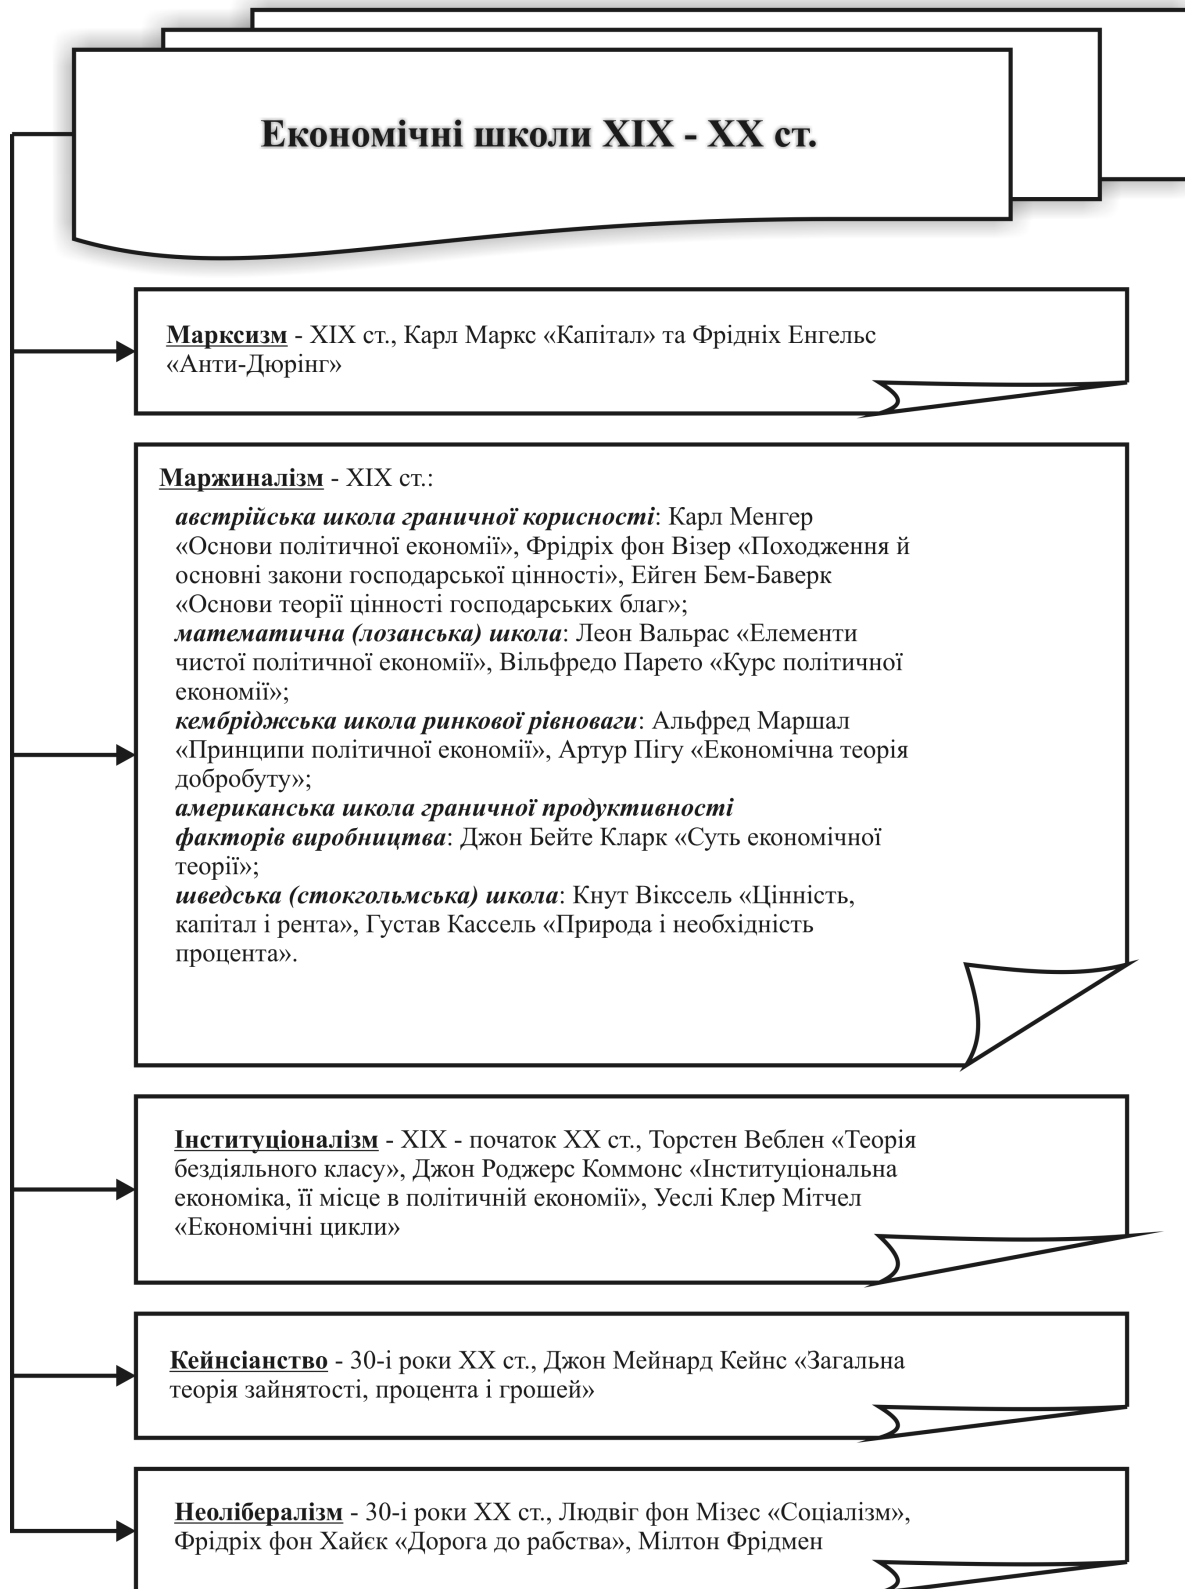 Економічні школи XIX - XX ст.
Марксизм - XIX ст., Карл Маркс «Капітал» та Фрідніх Енгельс
«Анти-Дюрінг»
Маржиналізм - XIX ст.:
австрійська школа граничної корисності: Карл Менгер
«Основи політичної економії», Фрідріх фон Візер «Походження й
основні закони господарської цінності», Ейген Бем-Баверк
«Основи теорії цінності господарських благ»;
математична (лозанська) школа: Леон Вальрас «Елементи
чистої політичної економії», Вільфредо Парето «Курс політичної
економії»;
кембріджська школа ринкової рівноваги: Альфред Маршал
«Принципи політичної економії», Артур Пігу «Економічна теорія
добробуту»;
американська школа граничної продуктивності
факторів виробництва: Джон Бейте Кларк «Суть економічної
теорії»;
шведська (стокгольмська) школа: Кнут Вікссель «Цінність,
капітал і рента», Густав Кассель «Природа і необхідність
процента».
Інституціоналізм - XIX - початок XX ст., Торстен Веблен «Теорія
бездіяльного класу», Джон Роджерс Коммонс «Інституціональна
економіка, її місце в політичній економії», Уеслі Клер Мітчел
«Економічні цикли»
Кейнсіанство - 30-і роки XX ст., Джон Мейнард Кейнс «Загальна
теорія зайнятості, процента і грошей»
Неолібералізм - 30-і роки XX ст., Людвіг фон Мізес «Соціалізм»,
Фрідріх фон Хайєк «Дорога до рабства», Мілтон Фрідмен